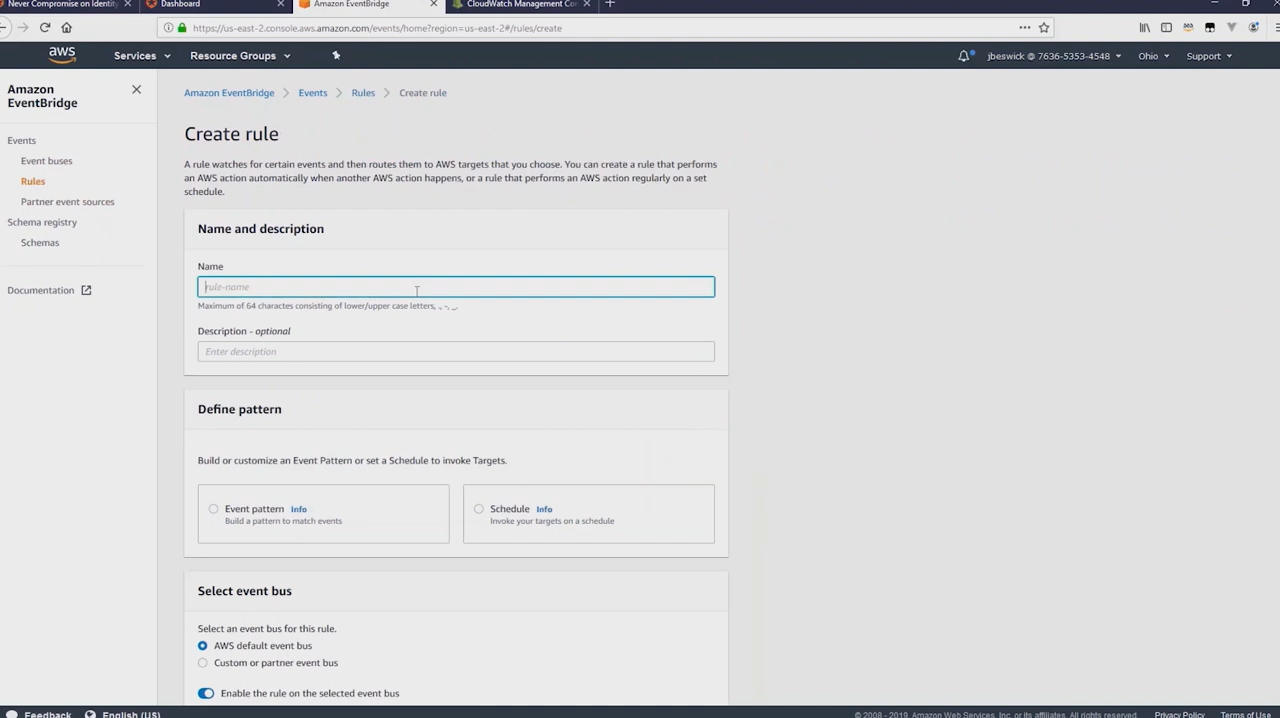 Never Compromise on Identity
Dashboard
Amazon EventBridge
CloudWatch Management Co
https://us-east-2.console.aws.amazon.com/events/home?region=us-east-2#/rules/create
aws
Services
Resource Groups
jbeswick @ 7636-5353-4548
Ohio
Support
Amazon EventBridge
Events
Event buses
Rules
Partner event sources
Schema registry
Schemas
Documentation
Amazon EventBridge > Events > Rules > Create rule
Create rule
A rule watches for certain events and then routes them to AWS targets that you choose. You can create a rule that performs
an AWS action automatically when another AWS action happens, or a rule that performs an AWS action regularly on a set
schedule.
Name and description
Name
rule-name
Maximum of 64 charactes consisting of lower/upper case letters, ., -, _.
Description - optional
Enter description
Define pattern
Build or customize an Event Pattern or set a Schedule to invoke Targets.
Event pattern Info
Build a pattern to match events
Schedule Info
Invoke your targets on a schedule
Select event bus
Select an event bus for this rule.
AWS default event bus
Custom or partner event bus
Enable the rule on the selected event bus
Feedback
English (US)
© 2008 - 2019, Amazon Web Services, Inc. or its affiliates. All rights reserved.
Privacy Policy
Terms of Use